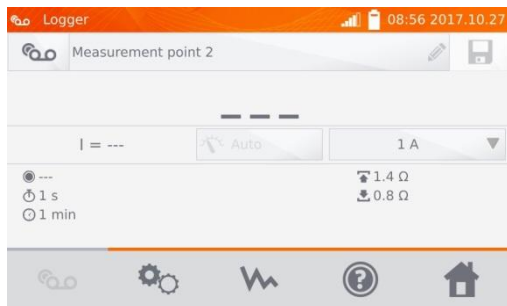 Logger 08:56 2017.10.27
Measurement point 2
---
I = --- Auto 1 A
--- 1.4 Ω
1 s 0.8 Ω
1 min
?